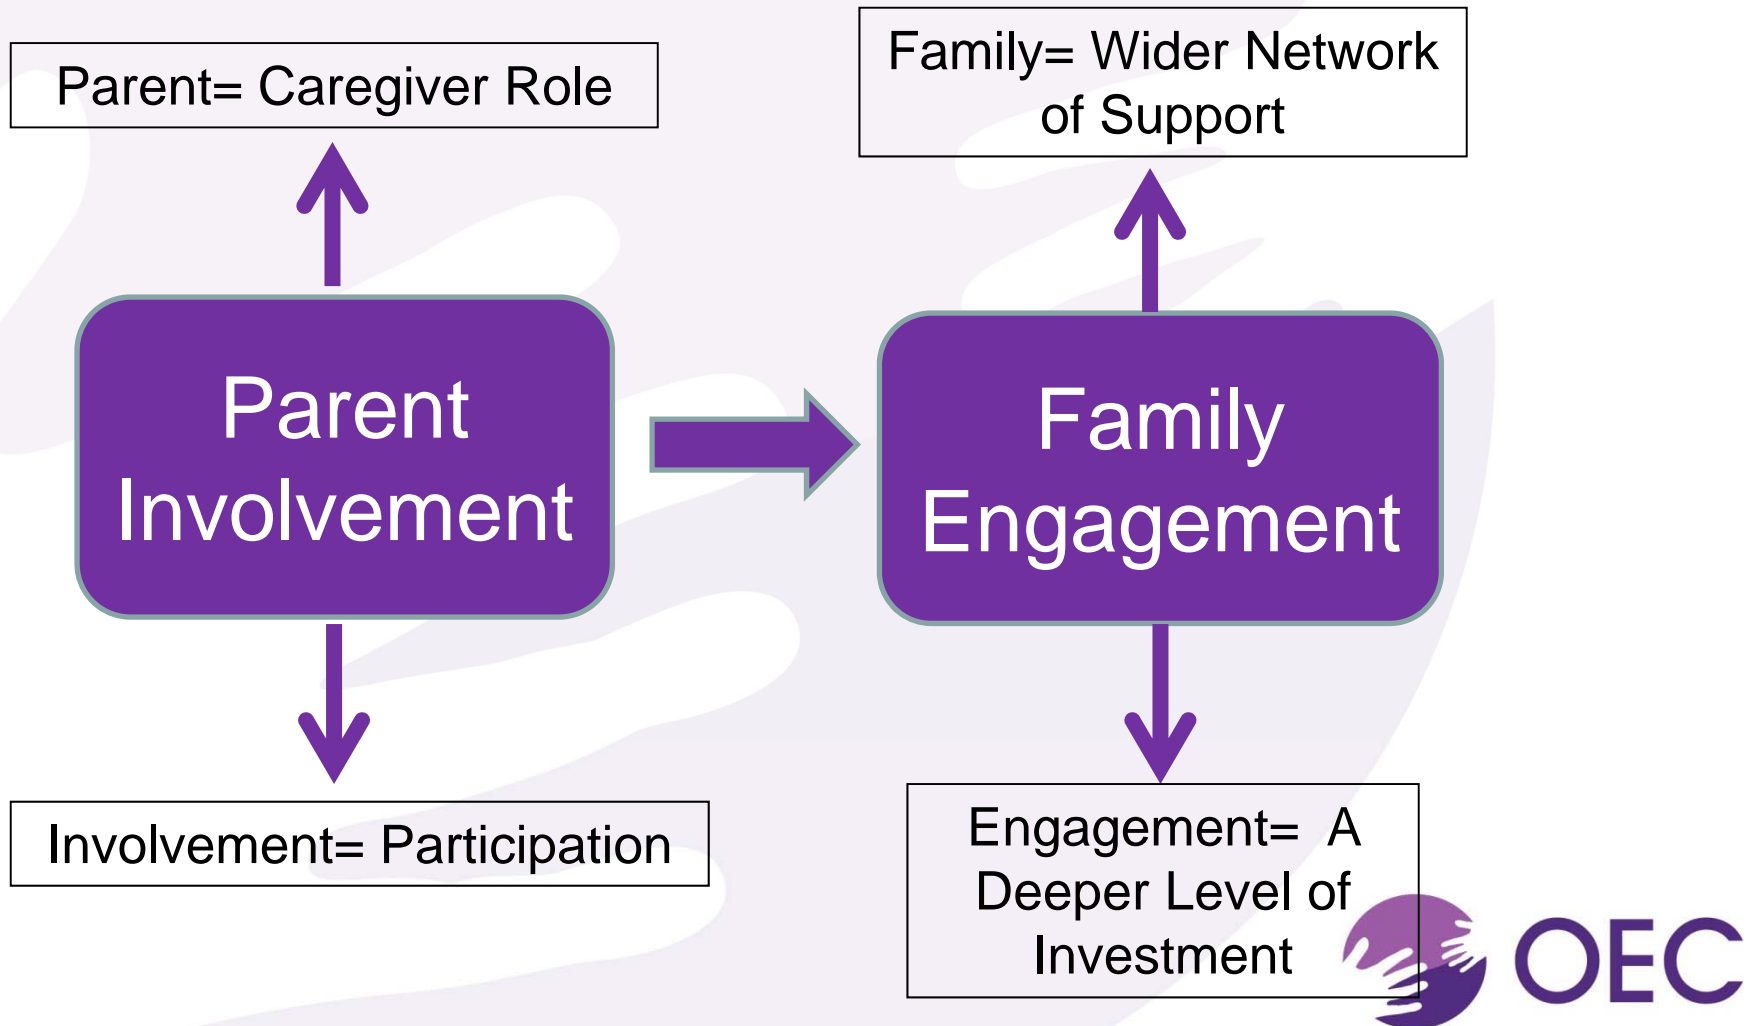 Parent= Caregiver Role
Family= Wider Network
of Support
Parent
Involvement
Family
Engagement
Involvement= Participation
Engagement=  A
Deeper Level of
Investment
OEC